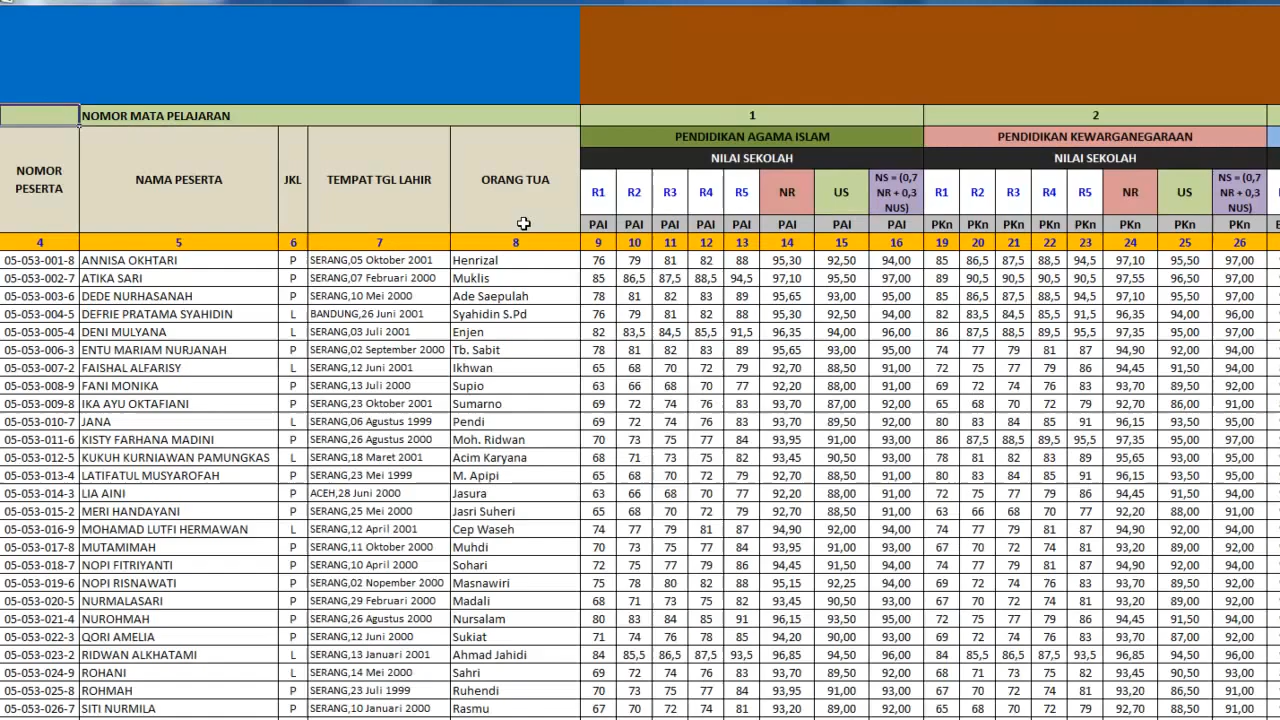 NOMOR MATA PELAJARAN 1 2
PENDIDIKAN AGAMA ISLAM PENDIDIKAN KEWARGANEGARAAN
NILAI SEKOLAH NILAI SEKOLAH
NOMOR PESERTA NAMA PESERTA JKL TEMPAT TGL LAHIR ORANG TUA R1 R2 R3 R4 R5 NR US NS = (0,7 NR + 0,3 NUS) R1 R2 R3 R4 R5 NR US NS = (0,7 NR + 0,3 NUS)
PAI PAI PAI PAI PAI PAI PAI PAI PKn PKn PKn PKn PKn PKn PKn PKn
4 5 6 7 8 9 10 11 12 13 14 15 16 19 20 21 22 23 24 25 26
05-053-001-8 ANNISA OKHTARI P SERANG,05 Oktober 2001 Henrizal 76 79 81 82 88 95,30 92,50 94,00 85 86,5 87,5 88,5 94,5 97,10 95,50 97,00
05-053-002-7 ATIKA SARI P SERANG,07 Februari 2000 Muklis 85 86,5 87,5 88,5 94,5 97,10 95,50 97,00 89 90,5 90,5 90,5 90,5 97,55 96,50 97,00
05-053-003-6 DEDE NURHASANAH P SERANG,10 Mei 2000 Ade Saepulah 78 81 82 83 89 95,65 93,00 95,00 85 86,5 87,5 88,5 94,5 97,10 95,50 97,00
05-053-004-5 DEFRIE PRATAMA SYAHIDIN L BANDUNG,26 Juni 2001 Syahidin S.Pd 76 79 81 82 88 95,30 92,50 94,00 82 83,5 84,5 85,5 91,5 96,35 94,00 96,00
05-053-005-4 DENI MULYANA L SERANG,03 Juli 2001 Enjen 82 83,5 84,5 85,5 91,5 96,35 94,00 96,00 86 87,5 88,5 89,5 95,5 97,35 95,00 97,00
05-053-006-3 ENTU MARIAM NURJANAH P SERANG,02 September 2000 Tb. Sabit 78 81 82 83 89 95,65 93,00 95,00 74 77 79 81 87 94,90 92,00 94,00
05-053-007-2 FAISHAL ALFARISY L SERANG,12 Juni 2001 Ikhwan 65 68 70 72 79 92,70 88,50 91,00 72 75 77 79 86 94,45 91,50 94,00
05-053-008-9 FANI MONIKA P SERANG,13 Juli 2000 Supio 63 66 68 70 77 92,20 88,00 91,00 69 72 74 76 83 93,70 89,50 92,00
05-053-009-8 IKA AYU OKTAFIANI P SERANG,23 Oktober 2001 Sumarno 69 72 74 76 83 93,70 87,00 92,00 65 68 70 72 79 92,70 86,00 91,00
05-053-010-7 JANA L SERANG,06 Agustus 1999 Pendi 69 72 74 76 83 93,70 89,50 92,00 80 83 84 85 91 96,15 93,50 95,00
05-053-011-6 KISTY FARHANA MADINI P SERANG,26 Agustus 2000 Moh. Ridwan 70 73 75 77 84 93,95 91,00 93,00 86 87,5 88,5 89,5 95,5 97,35 95,00 97,00
05-053-012-5 KUKUH KURNIAWAN PAMUNGKAS L SERANG,18 Maret 2001 Acim Karyana 68 71 73 75 82 93,45 90,50 93,00 78 81 82 83 89 95,65 93,00 95,00
05-053-013-4 LATIFATUL MUSYAROFAH P SERANG,23 Mei 1999 M. Apipi 65 68 70 72 79 92,70 88,50 91,00 80 83 84 85 91 96,15 93,50 95,00
05-053-014-3 LIA AINI P ACEH,28 Juni 2000 Jasura 63 66 68 70 77 92,20 88,50 91,00 72 75 77 79 86 94,45 91,50 94,00
05-053-015-2 MERI HANDAYANI P SERANG,25 Mei 2000 Jasri Suheri 65 68 70 72 79 92,70 88,50 91,00 63 66 68 70 77 92,20 88,00 91,00
05-053-016-9 MOHAMAD LUTFI HERMAWAN L SERANG,12 April 2001 Cep Waseh 74 77 79 81 87 94,90 92,00 94,00 74 77 79 81 87 94,90 92,00 94,00
05-053-017-8 MUTAMIMAH P SERANG,11 Oktober 2000 Muhdi 70 73 75 77 84 93,95 91,00 93,00 67 70 72 74 81 93,20 89,00 92,00
05-053-018-7 NOPI FITRIYANTI P SERANG,10 April 2000 Sohari 72 75 77 79 86 94,45 91,50 94,00 74 77 79 81 87 94,90 92,00 94,00
05-053-019-6 NOPI RISNAWATI P SERANG,02 Nopember 2000 Masnawiri 75 78 80 82 88 95,15 92,25 94,00 69 72 74 76 83 93,70 89,50 92,00
05-053-020-5 NURMALASARI P SERANG,29 Februari 2000 Madali 68 71 73 75 82 93,45 90,50 93,00 67 70 72 74 81 93,20 89,00 92,00
05-053-021-4 NUROHMAH P SERANG,26 Agustus 2000 Nursalam 80 83 84 85 91 96,15 93,50 95,00 72 75 77 79 86 94,45 91,50 94,00
05-053-022-3 QORI AMELIA P SERANG,12 Juni 2000 Sukiat 71 74 76 78 85 94,20 90,00 93,00 69 72 74 76 83 93,70 87,00 92,00
05-053-023-2 RIDWAN ALKHATAMI L SERANG,13 Januari 2001 Ahmad Jahidi 84 85,5 86,5 87,5 93,5 96,85 94,50 96,00 84 85,5 86,5 87,5 93,5 96,85 94,50 96,00
05-053-024-9 ROHANI L SERANG,14 Mei 2000 Sahri 69 72 74 76 83 93,70 89,50 92,00 68 71 73 75 82 93,45 90,50 93,00
05-053-025-8 ROHMAH P SERANG,23 Juli 1999 Ruhendi 70 73 75 77 84 93,95 91,00 93,00 67 70 72 74 81 93,20 86,50 91,00
05-053-026-7 SITI NURMILA P SERANG,10 Januari 2000 Rasmu 67 70 72 74 81 93,20 89,00 92,00 65 68 70 72 79 92,70 88,50 91,00